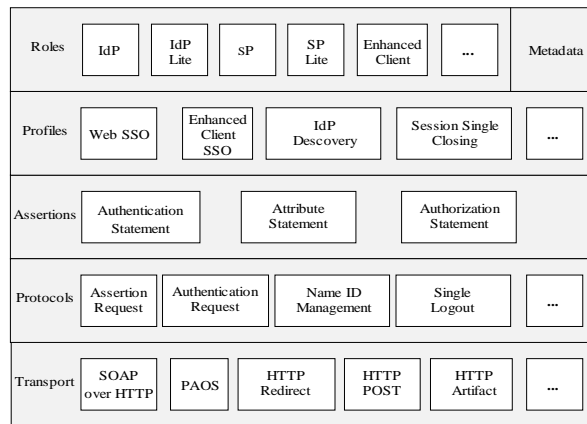 Roles
IdP
IdP
Lite
SP
SP
Lite
Enhanced
Client
...
Metadata
Profiles
Web SSO
Enhanced
Client
SSO
IdP
Descovery
Session Single
Closing
...
Assertions
Authentication
Statement
Attribute
Statement
Authorization
Statement
Protocols
Assertion
Request
Authentication
Request
Name ID
Management
Single
Logout
...
Transport
SOAP
over HTTP
PAOS
HTTP
Redirect
HTTP
POST
HTTP
Artifact
...